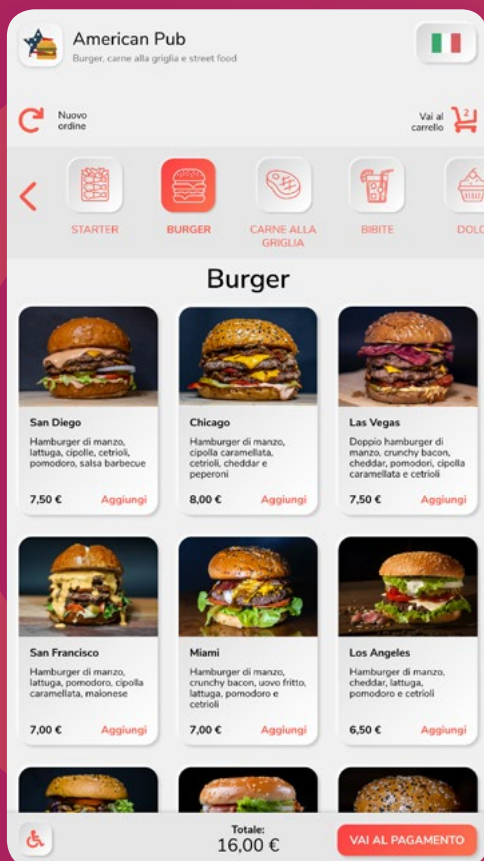 American Pub
Burger, carne alla griglia e street food
Nuovo
ordine
Vai al
carrello
2
STARTER
BURGER
CARNE ALLA
GRIGLIA
BIBITE
DOLC
Burger
San Diego
Hamburger di manzo,
lattuga, cipolle, cetrioli,
pomodoro, salsa barbecue
7,50 €
Aggiungi
Chicago
Hamburger di manzo,
cipolla caramellata,
cetrioli, cheddar e
peperoni
8,00 €
Aggiungi
Las Vegas
Doppio hamburger di
manzo, crunchy bacon,
cheddar, pomodori, cipolla
caramellata e cetrioli
7,50 €
Aggiungi
San Francisco
Hamburger di manzo,
lattuga, pomodoro, cipolla
caramellata, maionese
7,00 €
Aggiungi
Miami
Hamburger di manzo,
crunchy bacon, uovo fritto,
lattuga, pomodoro e
cetrioli
7,00 €
Aggiungi
Los Angeles
Hamburger di manzo,
cheddar, lattuga,
pomodoro e cetrioli
6,50 €
Aggiungi
Totale:
16,00 €
VAI AL PAGAMENTO